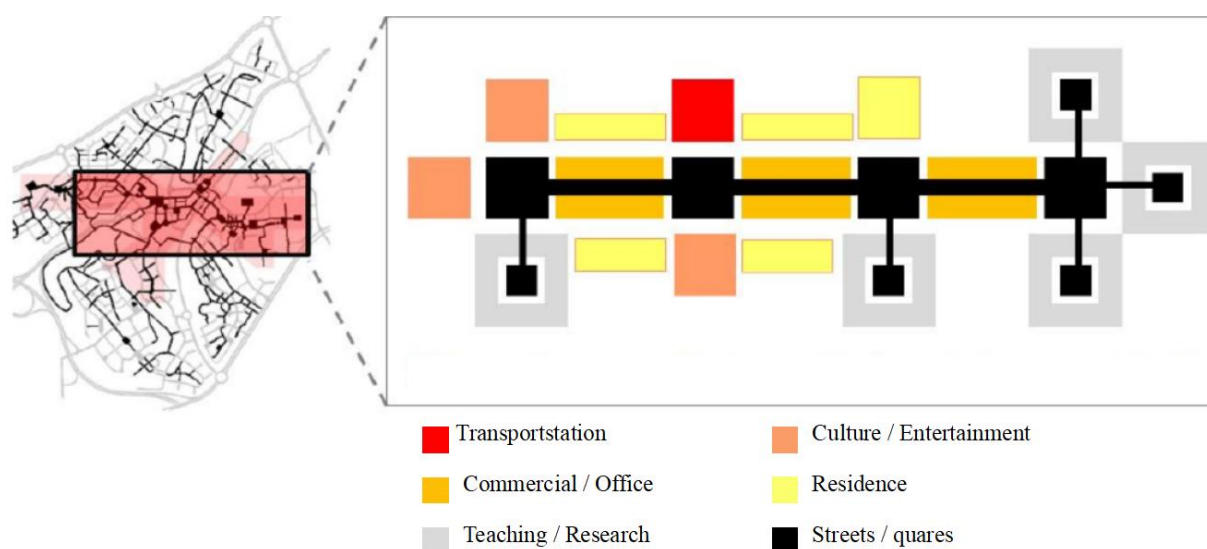 Transportstation
Culture / Entertainment
Commercial / Office
Residence
Teaching / Research
Streets / quares